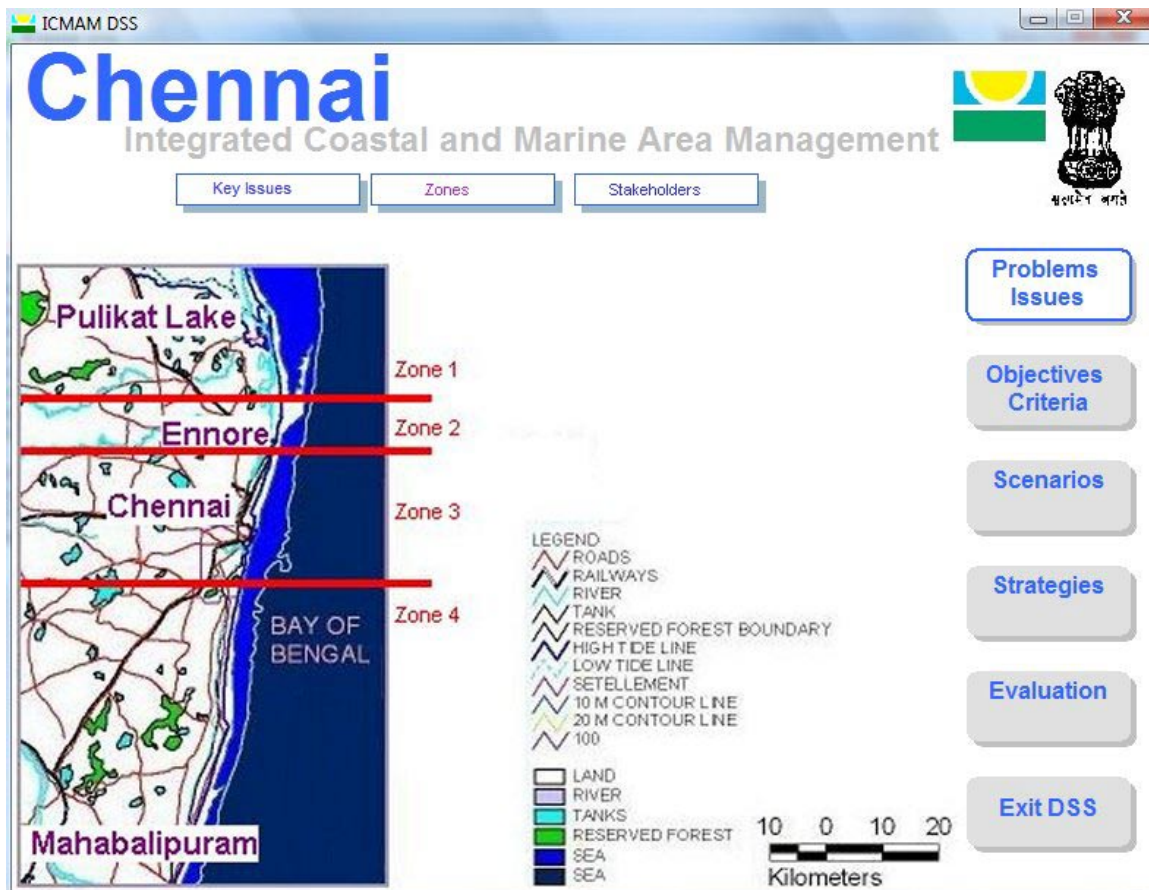 ICMAM DSS
Chennai
Integrated Coastal and Marine Area Management
Key Issues
Zones
Stakeholders
सत्यमेव जयते
Problems
Issues
Objectives
Criteria
Scenarios
Strategies
Evaluation
Exit DSS
Pulikat Lake
Zone 1
Ennore
Zone 2
Chennai
Zone 3
Zone 4
BAY OF
BENGAL
Mahabalipuram
LEGEND
ROADS
RAILWAYS
RIVER
TANK
RESERVED FOREST BOUNDARY
HIGH TIDE LINE
LOW TIDE LINE
SETELLEMENT
10 M CONTOUR LINE
20 M CONTOUR LINE
100
LAND
RIVER
TANKS
RESERVED FOREST
SEA
SEA
10 0 10 20
Kilometers